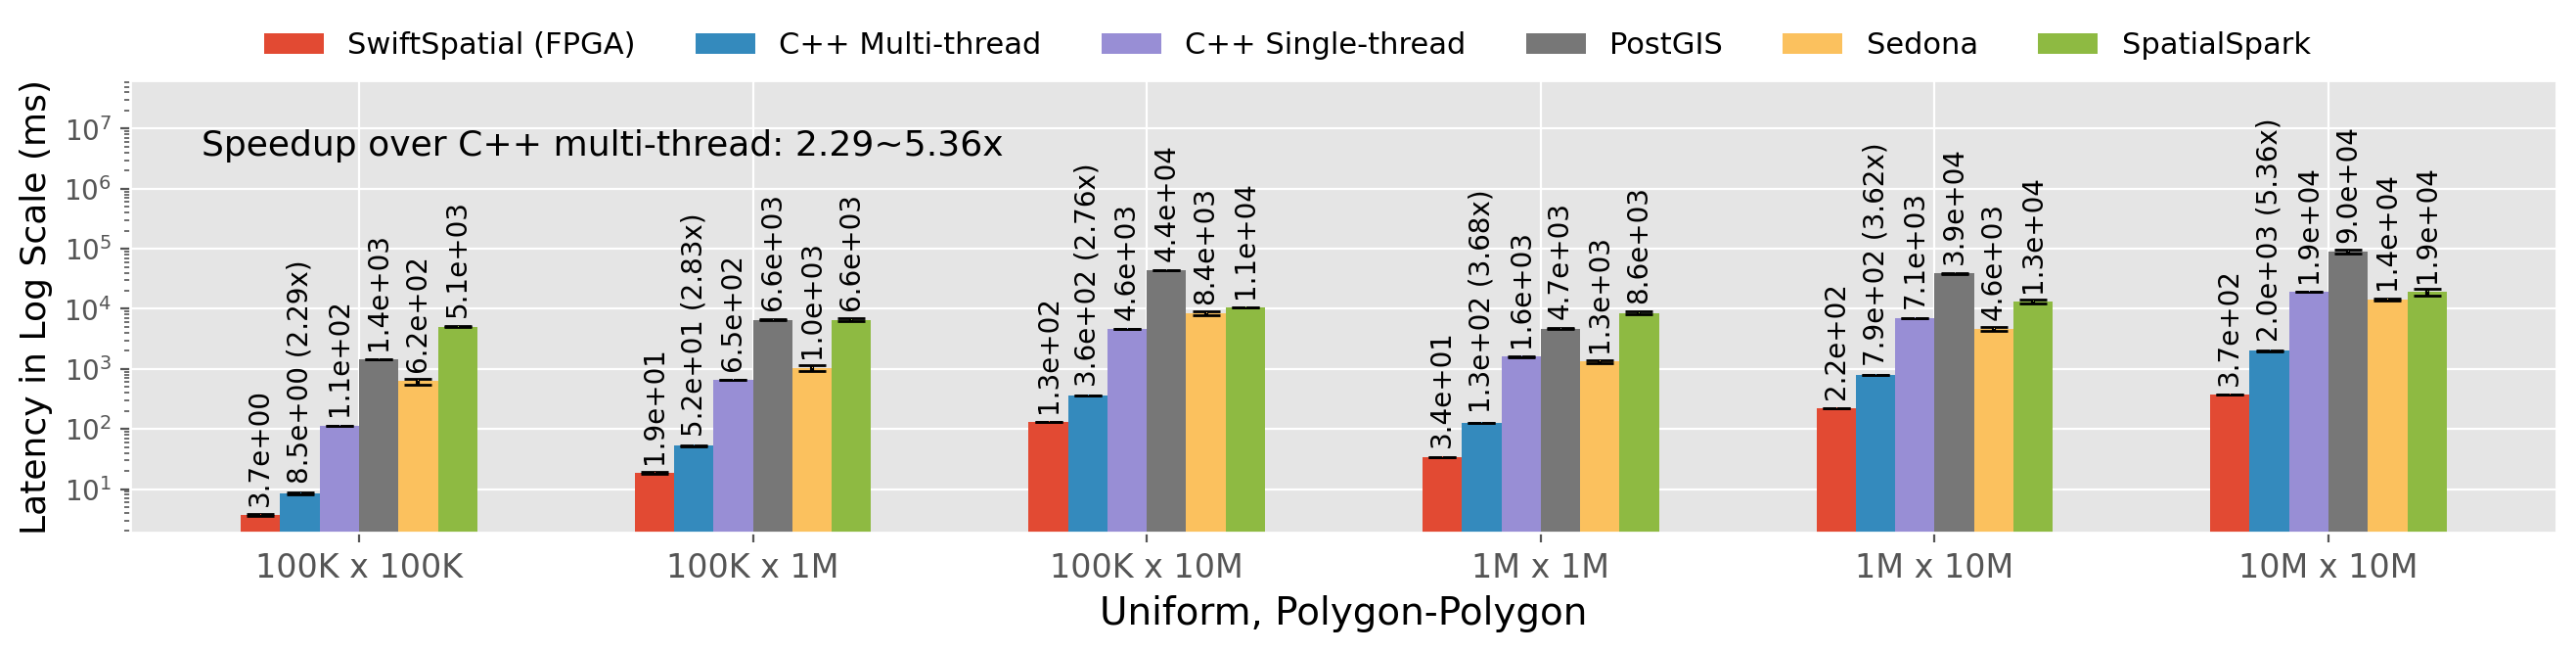 SwiftSpatial (FPGA) C++ Multi-thread C++ Single-thread PostGIS Sedona SpatialSpark
Latency in Log Scale (ms)
10^7
10^6
10^5
10^4
10^3
10^2
10^1
Speedup over C++ multi-thread: 2.29~5.36x
3.7e+00
8.5e+00 (2.29x)
1.1e+02
1.4e+03
6.2e+02
5.1e+03
1.9e+01
5.2e+01 (2.83x)
6.5e+02
6.6e+03
1.0e+03
6.6e+03
1.3e+02
3.6e+02 (2.76x)
4.6e+03
4.4e+04
8.4e+03
1.1e+04
3.4e+01
1.3e+02 (3.68x)
1.6e+03
4.7e+03
1.3e+03
8.6e+03
2.2e+02
7.9e+02 (3.62x)
7.1e+03
3.9e+04
4.6e+03
1.3e+04
3.7e+02
2.0e+03 (5.36x)
1.9e+04
9.0e+04
1.4e+04
1.9e+04
100K x 100K 100K x 1M 100K x 10M 1M x 1M 1M x 10M 10M x 10M
Uniform, Polygon-Polygon